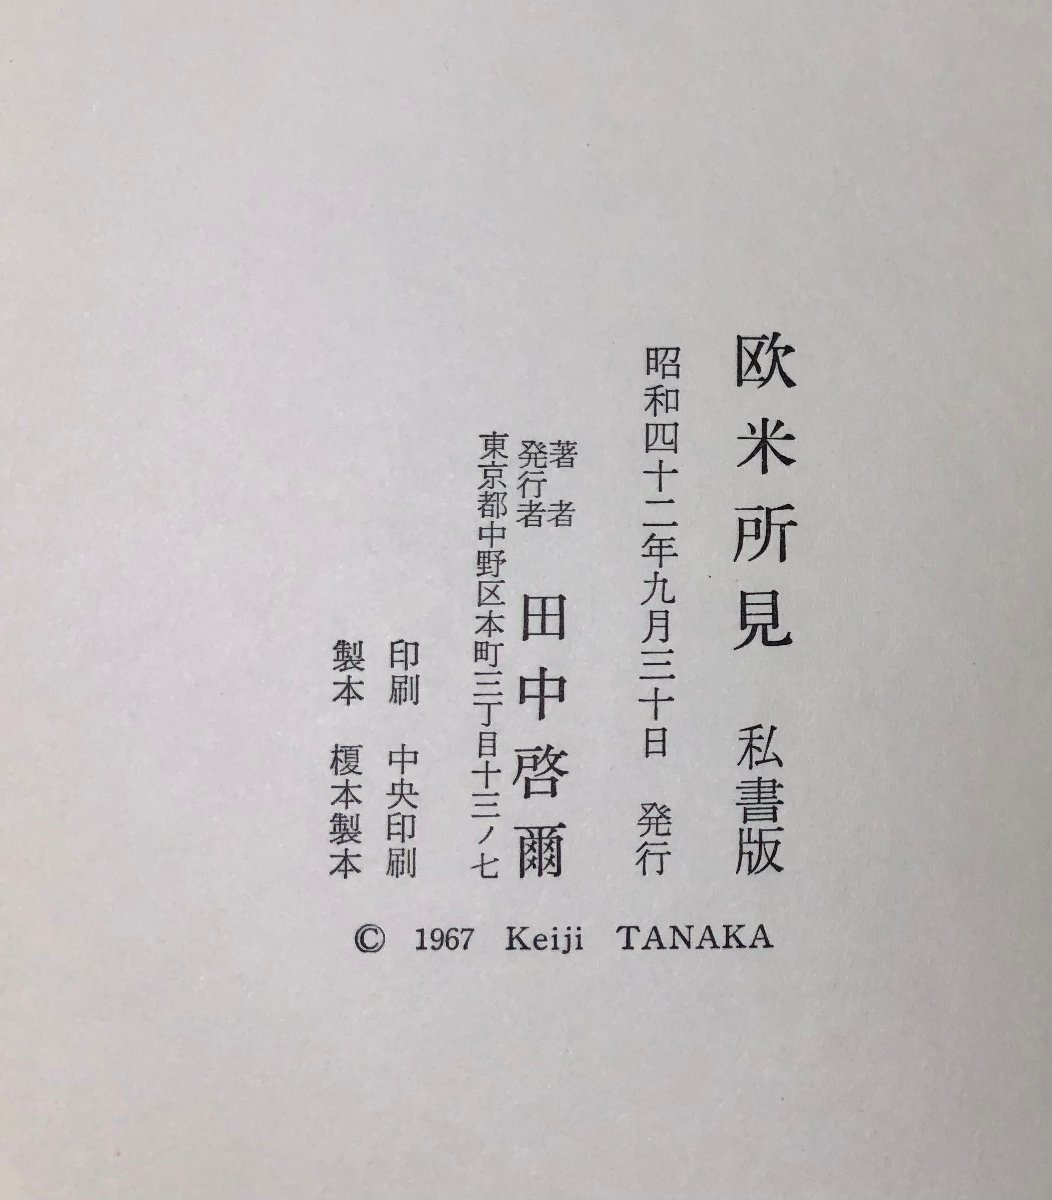 欧米所見 私書版
昭和四十二年九月三十日 発行
著者
発行者 田中啓爾
東京都中野区本町三丁目十三ノ七
印刷 中央印刷
製本 榎本製本
© 1967 Keiji TANAKA